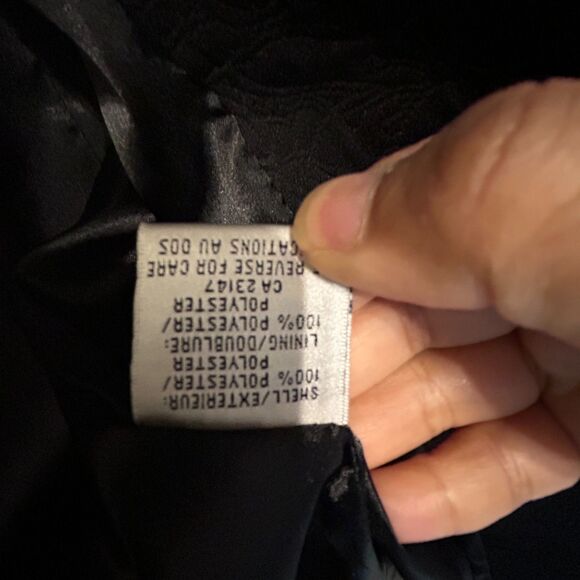 SHELL/EXTERIEUR:
100% POLYESTER/
POLYESTER
LINING/DOUBLURE:
100% POLYESTER/
POLYESTER
CA 23147
REVERSE FOR CARE
AU DOS